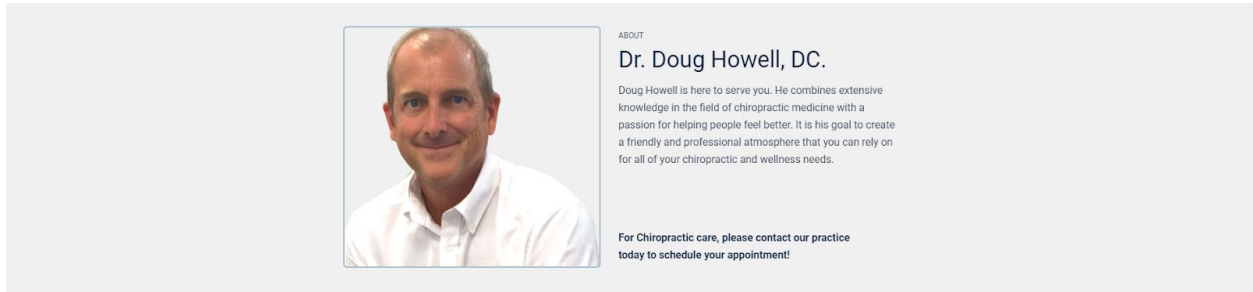 ABOUT
Dr. Doug Howell, DC.
Doug Howell is here to serve you. He combines extensive
knowledge in the field of chiropractic medicine with a
passion for helping people feel better. It is his goal to create
a friendly and professional atmosphere that you can rely on
for all of your chiropractic and wellness needs.
For Chiropractic care, please contact our practice
today to schedule your appointment!